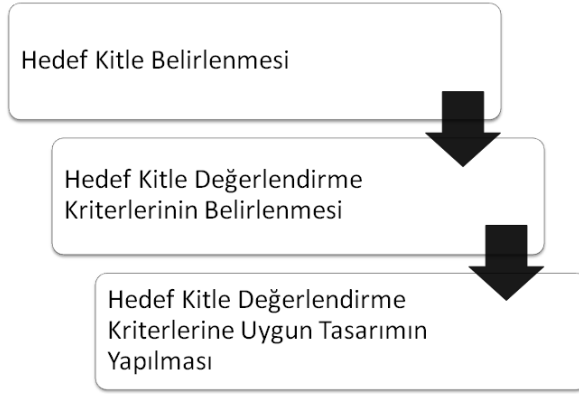 Hedef Kitle Belirlenmesi
Hedef Kitle Değerlendirme
Kriterlerinin Belirlenmesi
Hedef Kitle Değerlendirme
Kriterlerine Uygun Tasarımın
Yapılması